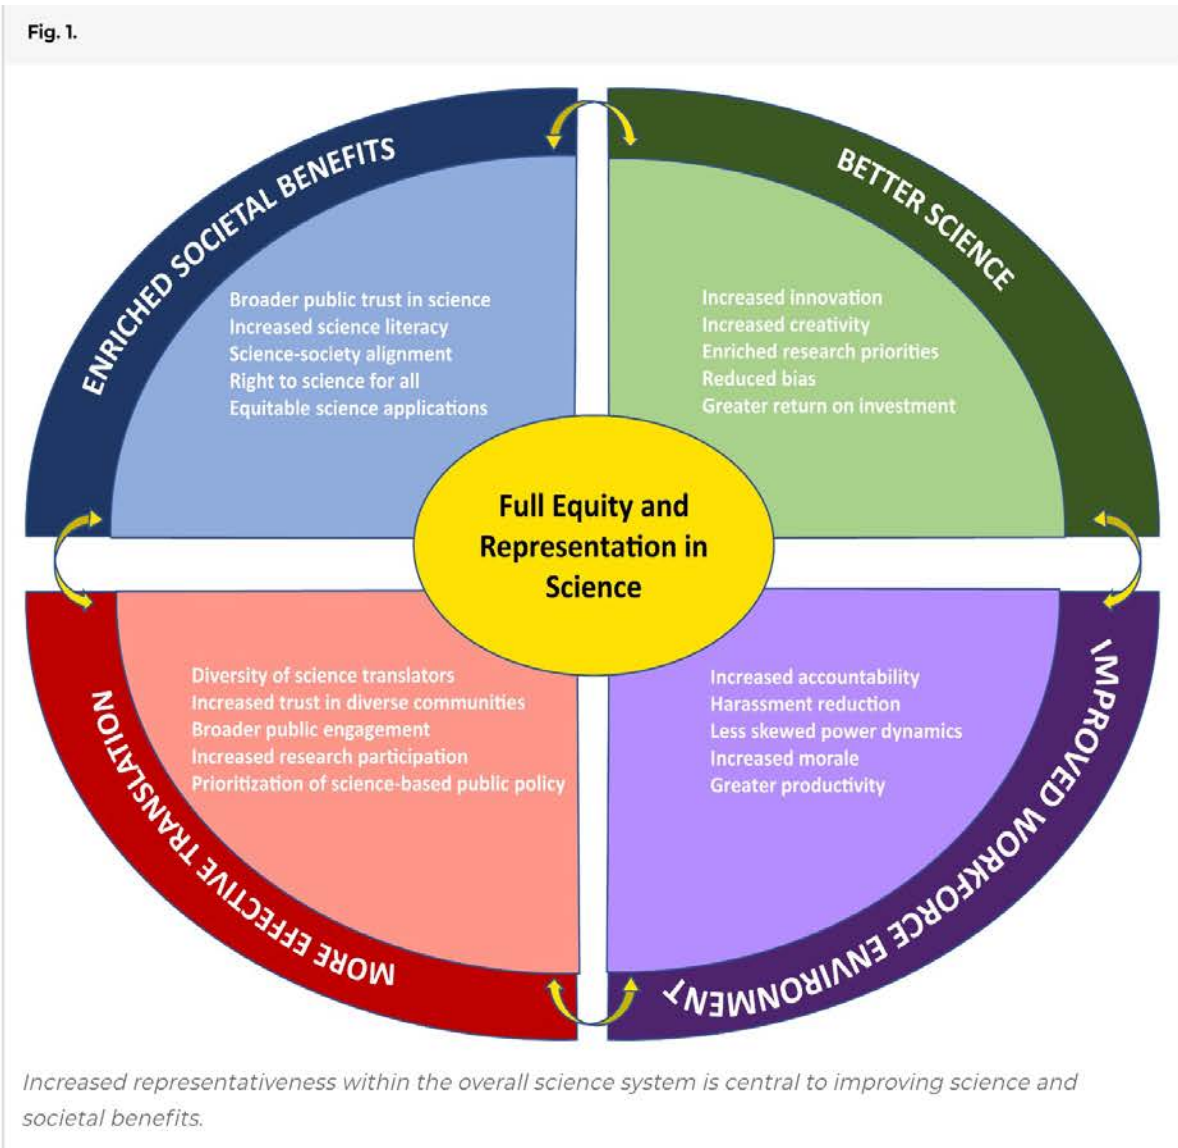 Fig. 1.
ENRICHED SOCIETAL BENEFITS
Broader public trust in science
Increased science literacy
Science-society alignment
Right to science for all
Equitable science applications
BETTER SCIENCE
Increased innovation
Increased creativity
Enriched research priorities
Reduced bias
Greater return on investment
Full Equity and
Representation in
Science
MORE EFFECTIVE TRANSLATION
Diversity of science translators
Increased trust in diverse communities
Broader public engagement
Increased research participation
Prioritization of science-based public policy
IMPROVED WORKFORCE ENVIRONMENT
Increased accountability
Harassment reduction
Less skewed power dynamics
Increased morale
Greater productivity
Increased representativeness within the overall science system is central to improving science and
societal benefits.